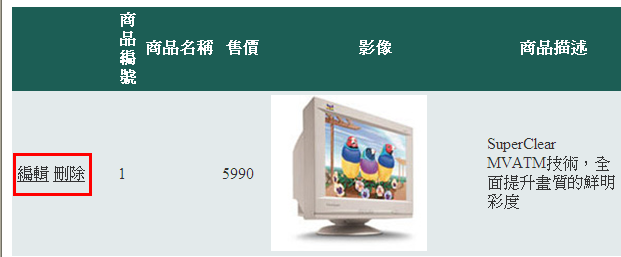 商品編號 商品名稱 售價 影像 商品描述
編輯 刪除 1 5990
SuperClear
MVATM技術，全
面提升畫質的鮮明
彩度